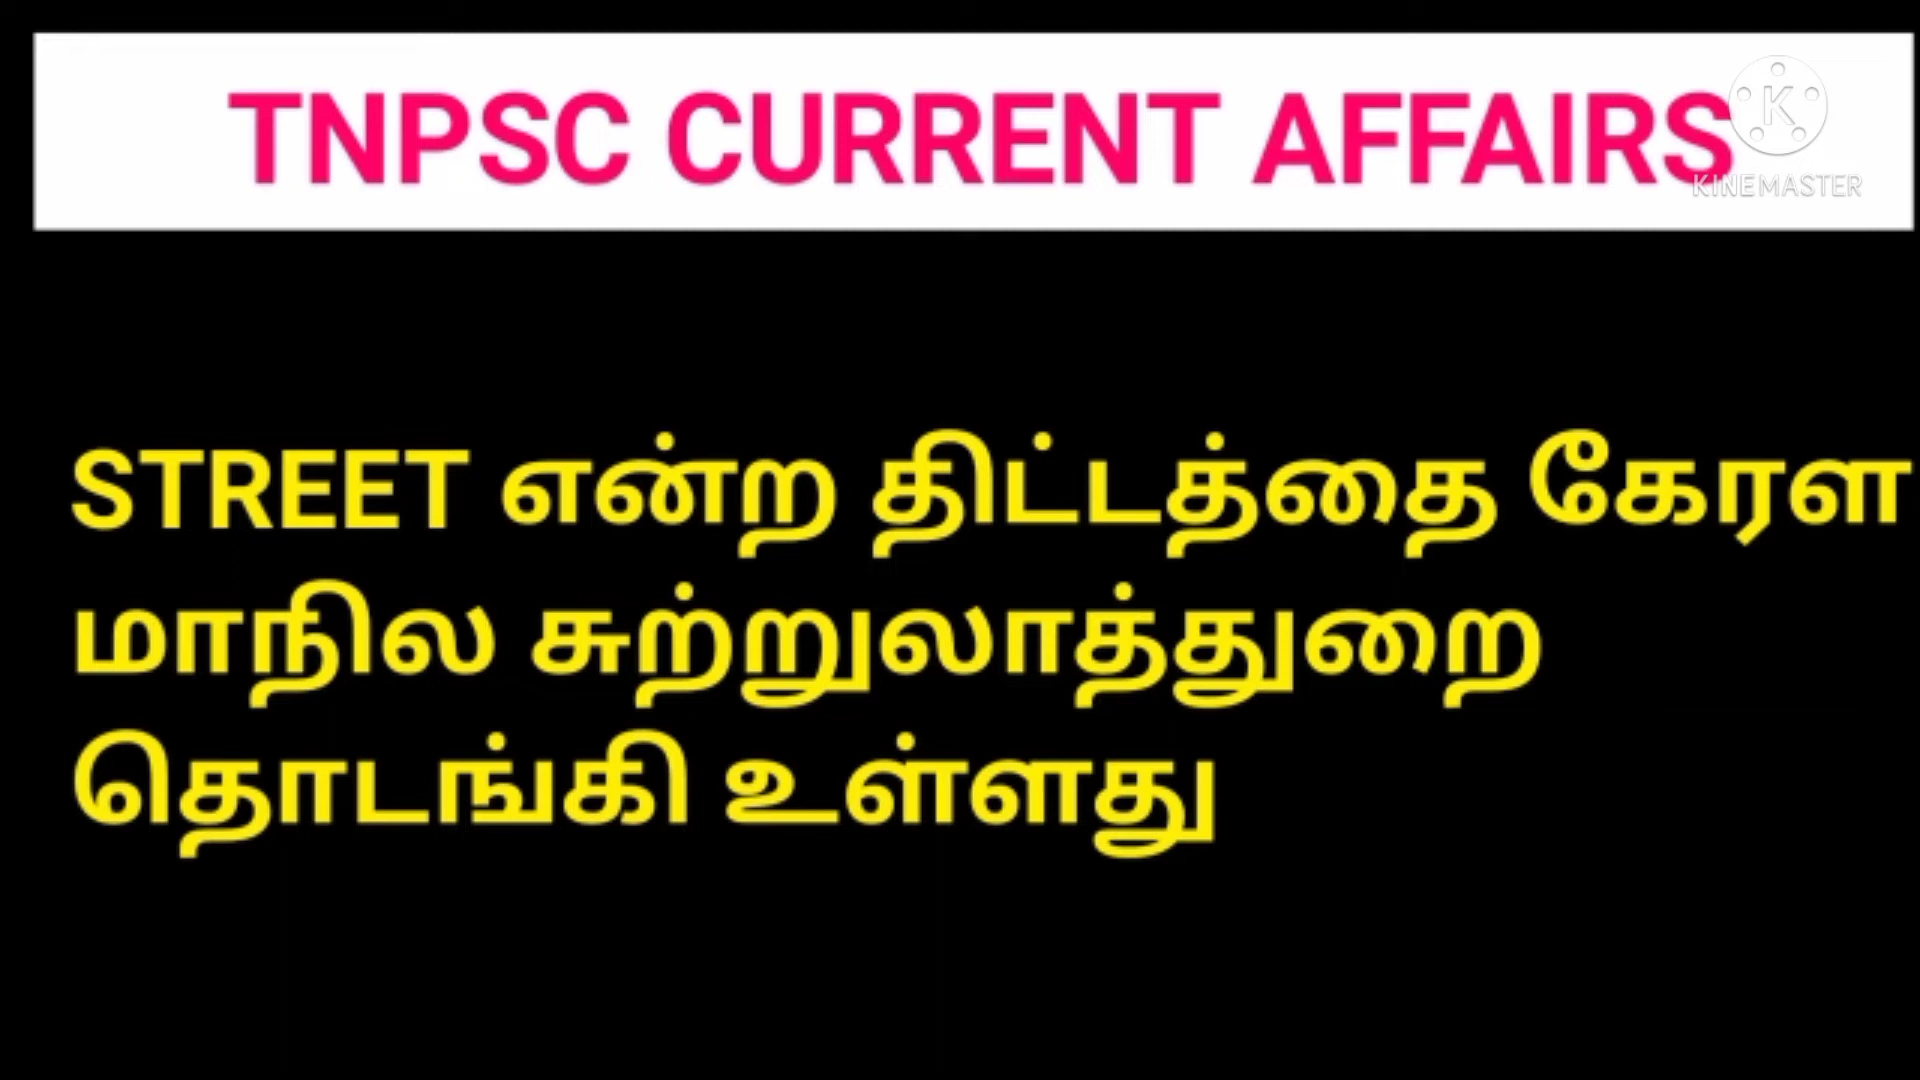 TNPSC CURRENT AFFAIRS
KINEMASTER
STREET என்ற திட்டத்தை கேரள
மாநில சுற்றுலாத்துறை
தொடங்கி உள்ளது